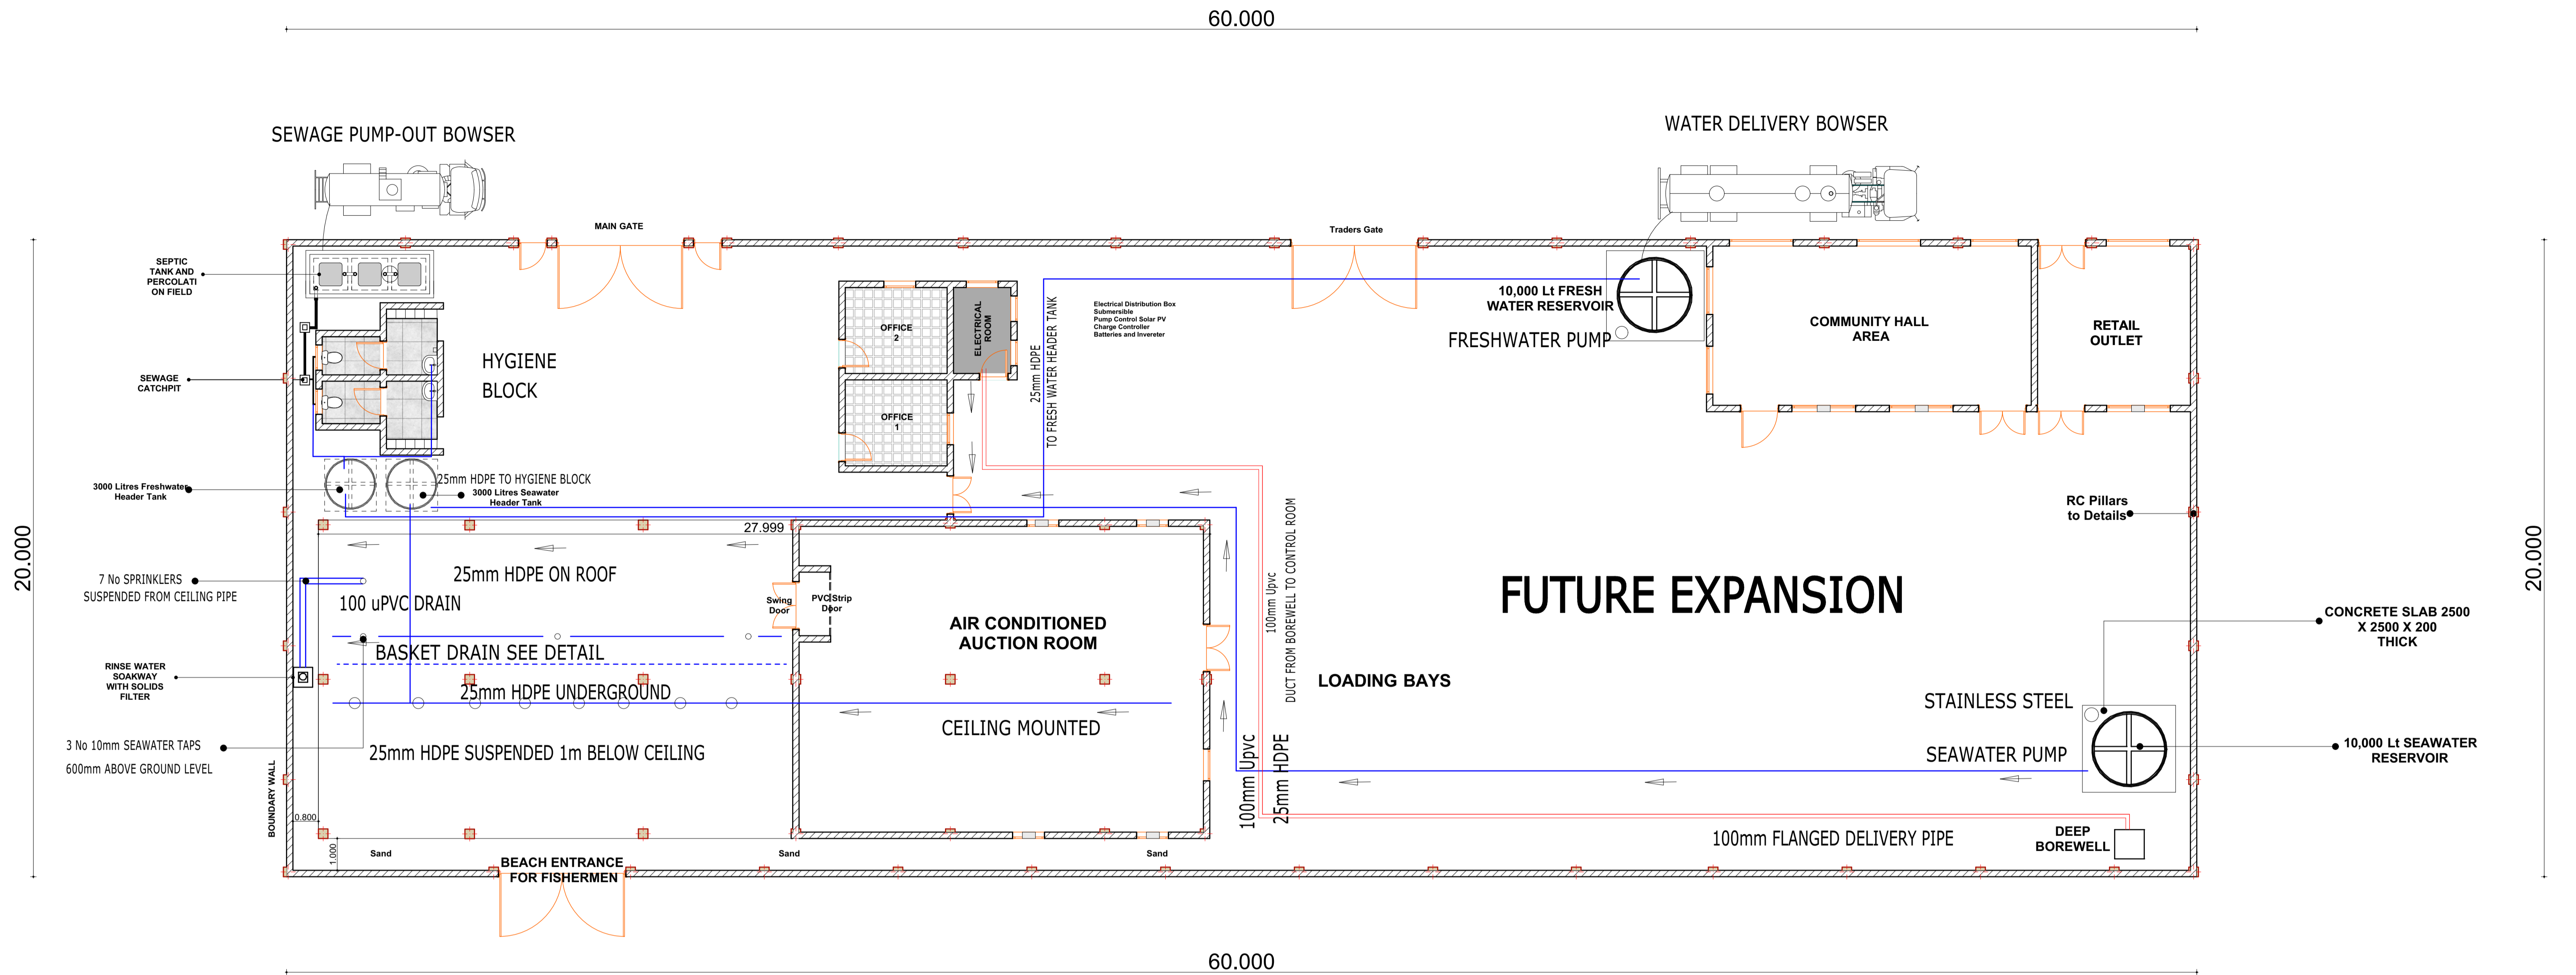 60.000
SEWAGE PUMP-OUT BOWSER
WATER DELIVERY BOWSER
MAIN GATE
Traders Gate
SEPTIC
TANK AND
PERCOLATI
ON FIELD
SEWAGE
CATCHPIT
HYGIENE
BLOCK
OFFICE
2
ELECTRICAL
ROOM
OFFICE
1
25mm HDPE
TO FRESH WATER HEADER TANK
Electrical Distribution Box
Submersible
Pump Control Solar PV
Charge Controller
Batteries and Invereter
10,000 Lt FRESH
WATER RESERVOIR
FRESHWATER PUMP
COMMUNITY HALL
AREA
RETAIL
OUTLET
3000 Litres Freshwater
Header Tank
25mm HDPE TO HYGIENE BLOCK
3000 Litres Seawater
Header Tank
RC Pillars
to Details
20.000
27.999
20.000
7 No SPRINKLERS
SUSPENDED FROM CEILING PIPE
25mm HDPE ON ROOF
100 uPVC DRAIN
Swing
Door
PVC Strip
Door
AIR CONDITIONED
AUCTION ROOM
100mm Upvc
DUCT FROM BOREWELL TO CONTROL ROOM
FUTURE EXPANSION
CONCRETE SLAB 2500
X 2500 X 200
THICK
BASKET DRAIN SEE DETAIL
RINSE WATER
SOAKWAY
WITH SOLIDS
FILTER
25mm HDPE UNDERGROUND
LOADING BAYS
STAINLESS STEEL
SEAWATER PUMP
CEILING MOUNTED
3 No 10mm SEAWATER TAPS
600mm ABOVE GROUND LEVEL
25mm HDPE SUSPENDED 1m BELOW CEILING
100mm Upvc
25mm HDPE
10,000 Lt SEAWATER
RESERVOIR
BOUNDARY WALL
0.800
1.000
Sand
Sand
Sand
100mm FLANGED DELIVERY PIPE
DEEP
BOREWELL
BEACH ENTRANCE
FOR FISHERMEN
60.000